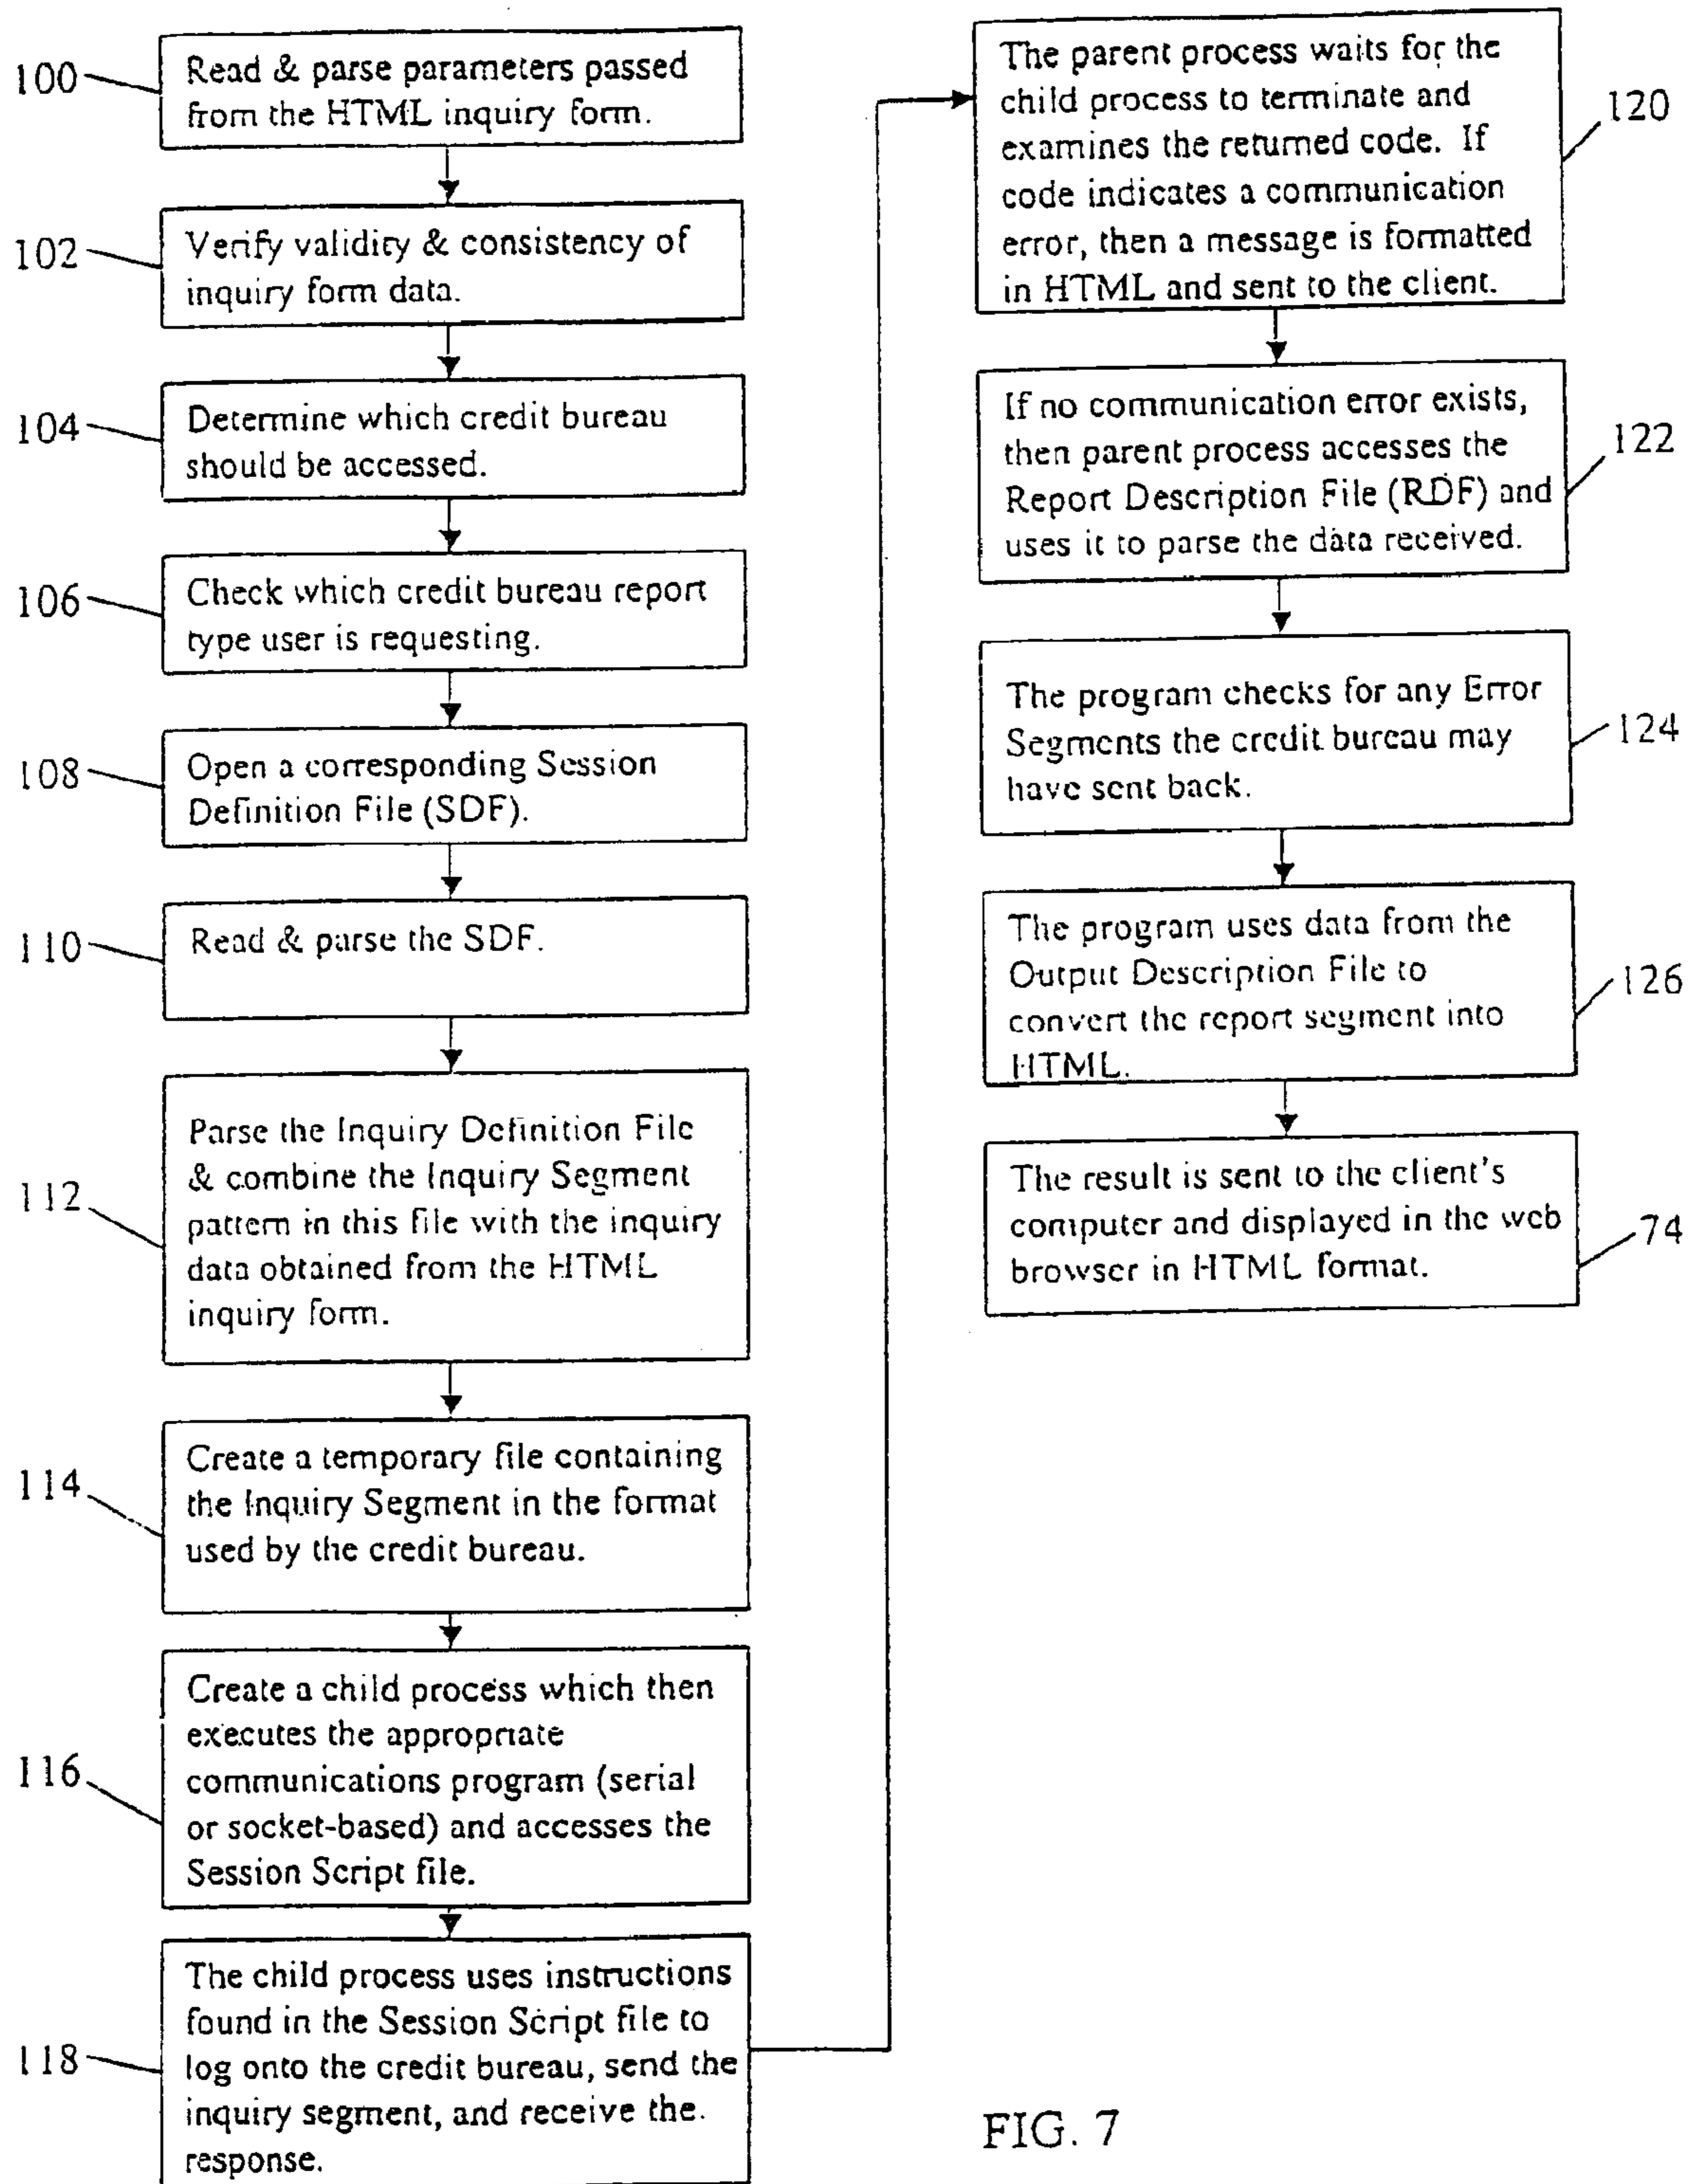 100
Read & parse parameters passed
from the HTML inquiry form.
102
Verify validity & consistency of
inquiry form data.
104
Determine which credit bureau
should be accessed.
106
Check which credit bureau report
type user is requesting.
108
Open a corresponding Session
Definition File (SDF).
110
Read & parse the SDF.
112
Parse the Inquiry Definition File
& combine the Inquiry Segment
pattern in this file with the inquiry
data obtained from the HTML
inquiry form.
114
Create a temporary file containing
the Inquiry Segment in the format
used by the credit bureau.
116
Create a child process which then
executes the appropriate
communications program (serial
or socket-based) and accesses the
Session Script file.
118
The child process uses instructions
found in the Session Script file to
log onto the credit bureau, send the
inquiry segment, and receive the
response.
The parent process waits for the
child process to terminate and
examines the returned code. If
code indicates a communication
error, then a message is formatted
in HTML and sent to the client.
120
If no communication error exists,
then parent process accesses the
Report Description File (RDF) and
uses it to parse the data received.
122
The program checks for any Error
Segments the credit bureau may
have sent back.
124
The program uses data from the
Output Description File to
convert the report segment into
HTML.
126
The result is sent to the client's
computer and displayed in the web
browser in HTML format.
74
FIG. 7